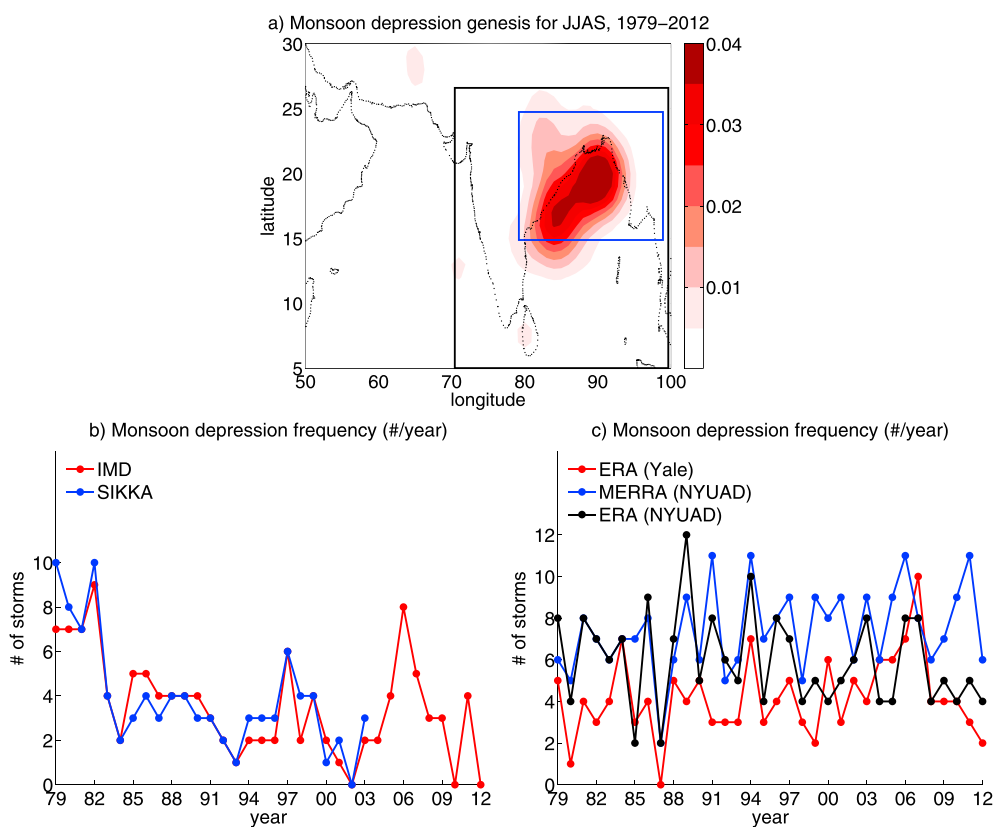 a) Monsoon depression genesis for JJAS, 1979−2012
30
25
20
15
10
5
latitude
50 60 70 80 90 100
longitude
0.04
0.03
0.02
0.01
b) Monsoon depression frequency (#/year)
IMD
SIKKA
10
8
6
4
2
0
# of storms
79 82 85 88 91 94 97 00 03 06 09 12
year
c) Monsoon depression frequency (#/year)
ERA (Yale)
MERRA (NYUAD)
ERA (NYUAD)
12
10
8
6
4
2
0
# of storms
79 82 85 88 91 94 97 00 03 06 09 12
year